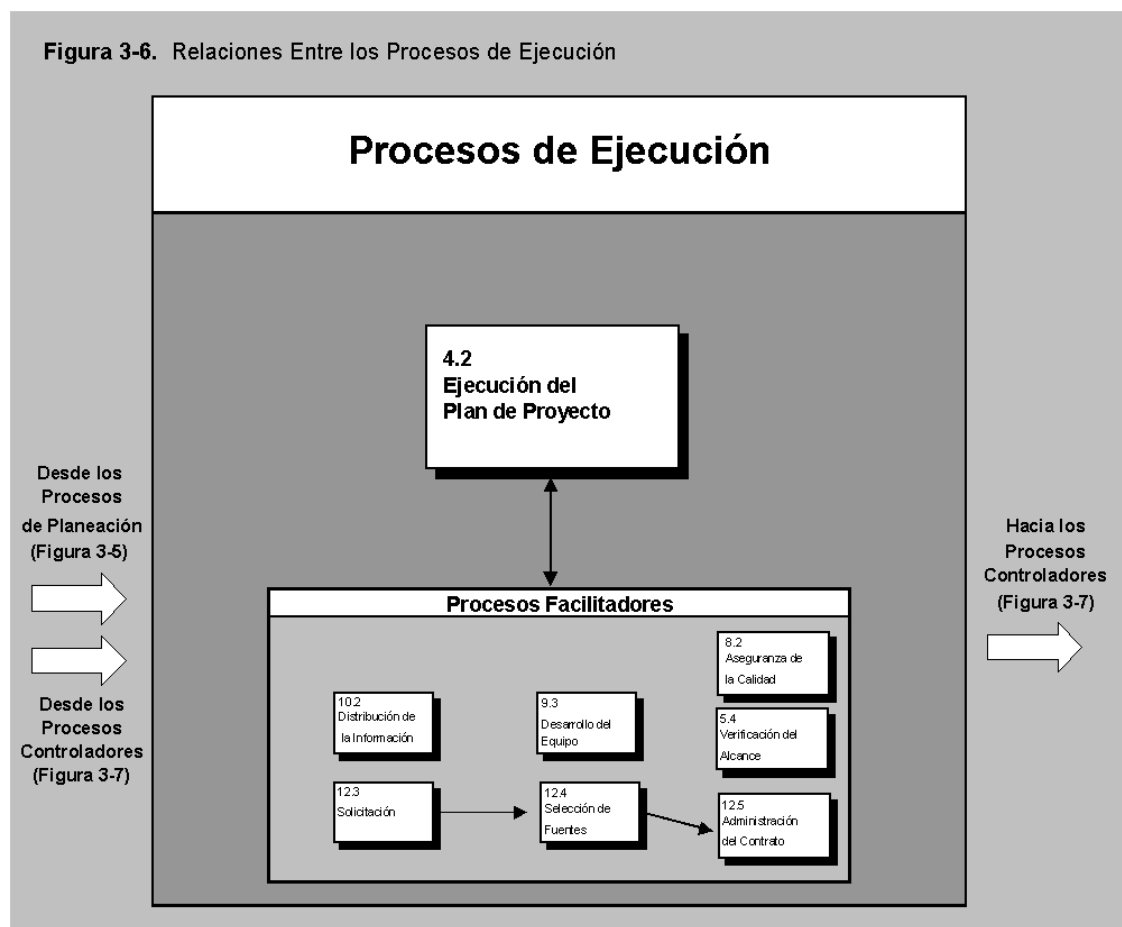 Figura 3-6. Relaciones Entre los Procesos de Ejecución
Procesos de Ejecución
4.2
Ejecución del
Plan de Proyecto
Desde los
Procesos
de Planeación
(Figura 3-5)
Desde los
Procesos
Controladores
(Figura 3-7)
Hacia los
Procesos
Controladores
(Figura 3-7)
Procesos Facilitadores
8.2
Aseguranza de
la Calidad
10.2
Distribución de
la Información
9.3
Desarrollo del
Equipo
5.4
Verificación del
Alcance
12.3
Solicitación
12.4
Selección de
Fuentes
12.5
Administración
del Contrato